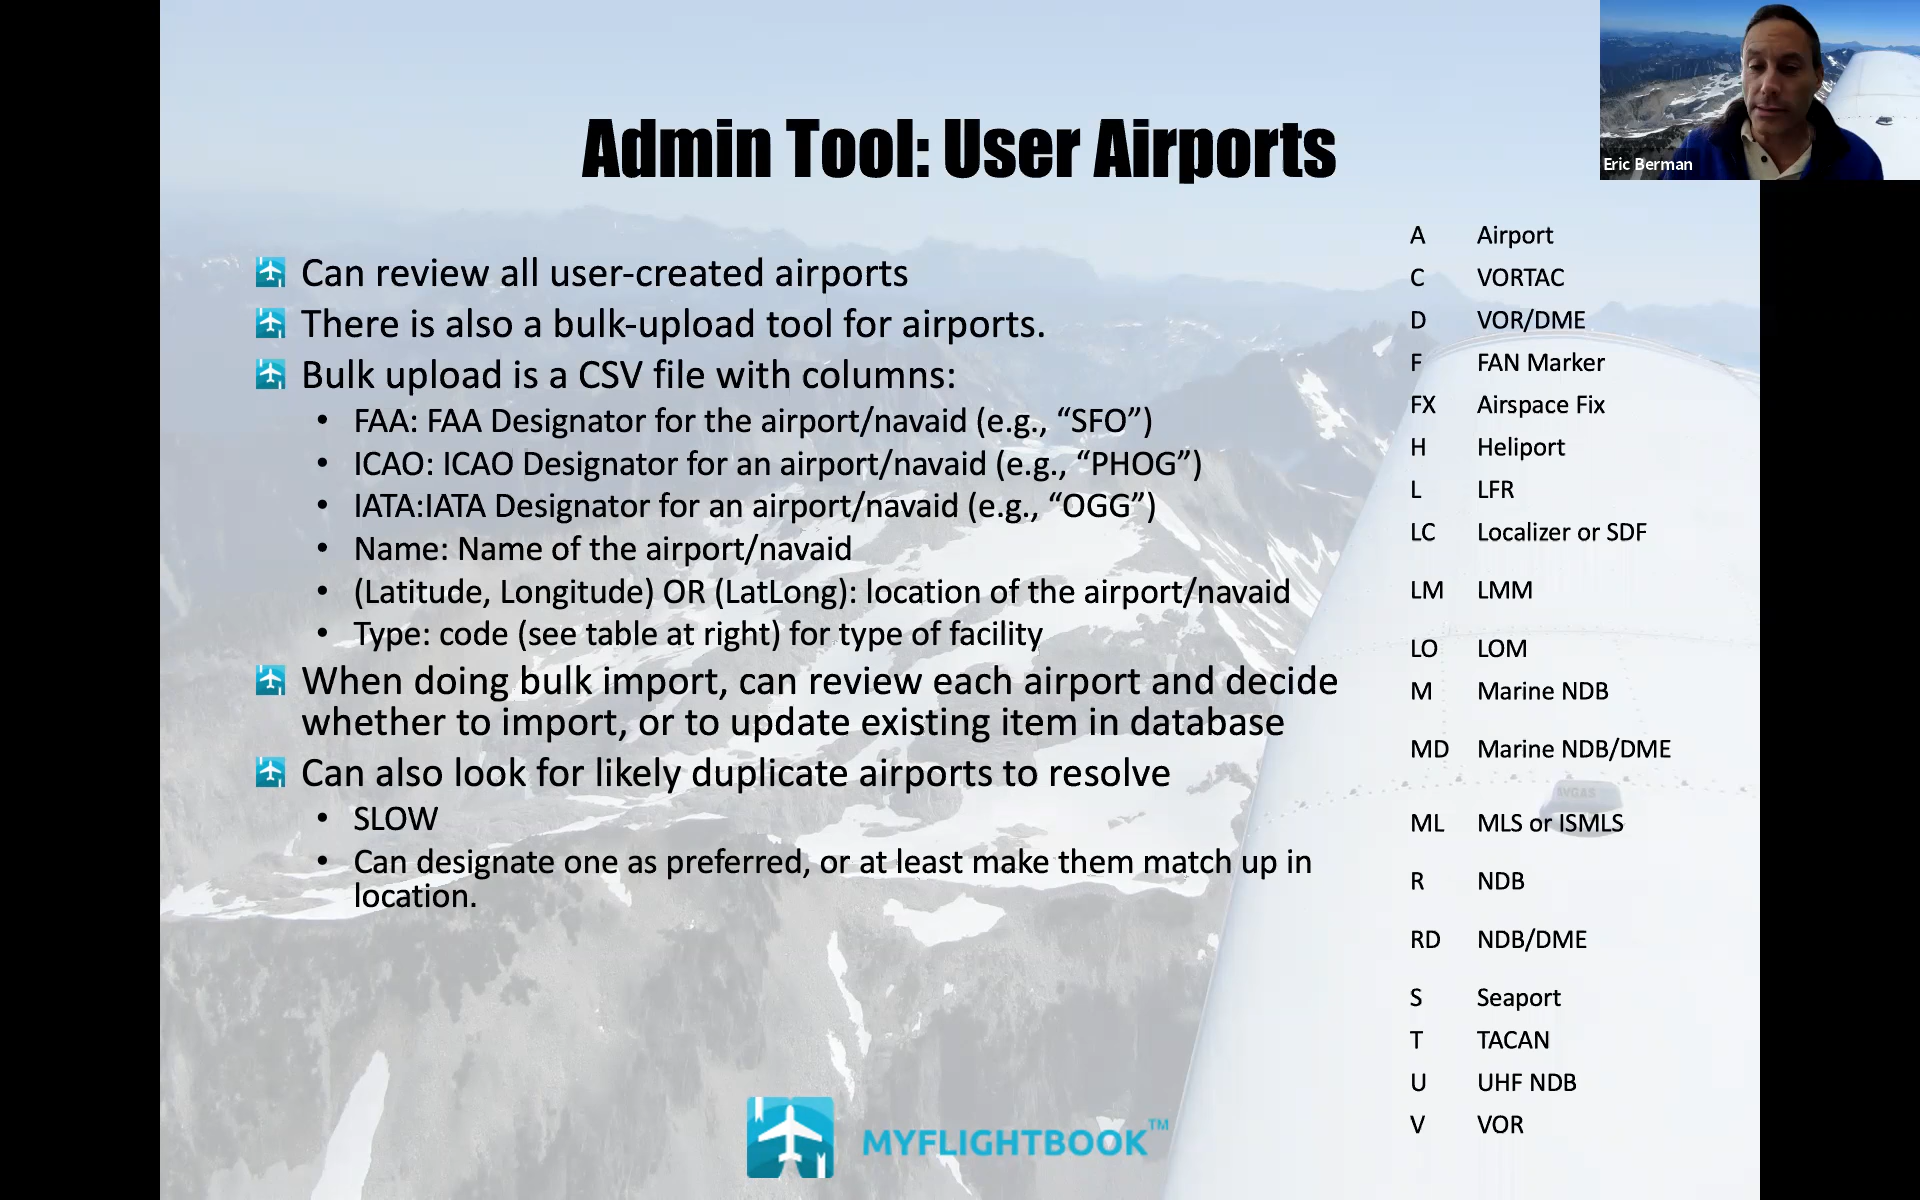 Admin Tool: User Airports
Eric Berman
Can review all user-created airports
There is also a bulk-upload tool for airports.
Bulk upload is a CSV file with columns:
• FAA: FAA Designator for the airport/navaid (e.g., “SFO”)
• ICAO: ICAO Designator for an airport/navaid (e.g., “PHOG”)
• IATA:IATA Designator for an airport/navaid (e.g., “OGG”)
• Name: Name of the airport/navaid
• (Latitude, Longitude) OR (LatLong): location of the airport/navaid
• Type: code (see table at right) for type of facility
When doing bulk import, can review each airport and decide
whether to import, or to update existing item in database
Can also look for likely duplicate airports to resolve
• SLOW
• Can designate one as preferred, or at least make them match up in
location.
A Airport
C VORTAC
D VOR/DME
F FAN Marker
FX Airspace Fix
H Heliport
L LFR
LC Localizer or SDF
LM LMM
LO LOM
M Marine NDB
MD Marine NDB/DME
AVGAS
ML MLS or ISMLS
R NDB
RD NDB/DME
S Seaport
T TACAN
U UHF NDB
V VOR
MYFLIGHTBOOK™